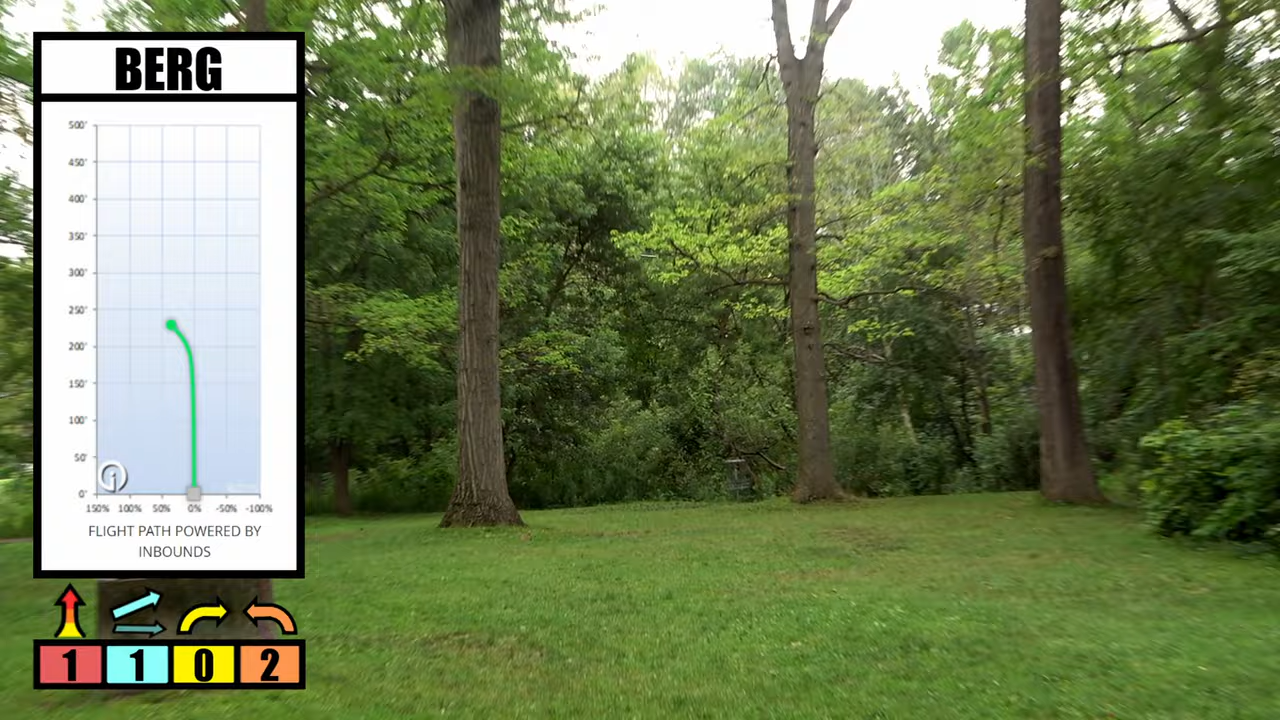 BERG
500'
450'
400'
350'
300'
250'
200'
150'
100'
50'
0'
150% 100% 50% 0% -50% -100%
FLIGHT PATH POWERED BY
INBOUNDS
1 1 0 2